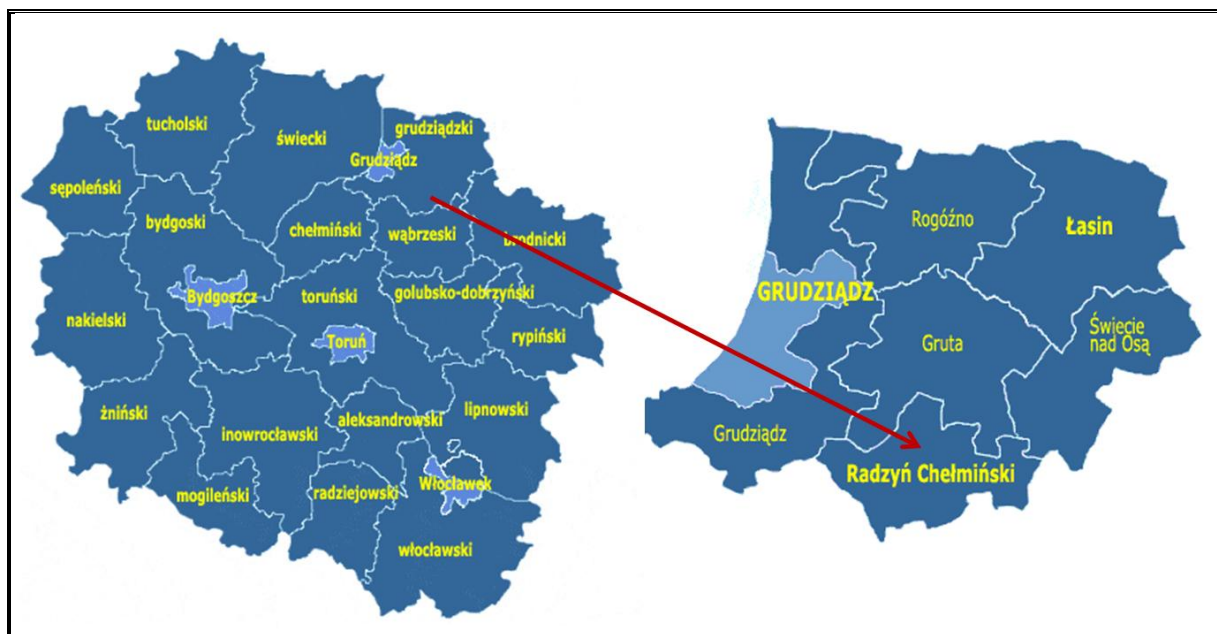 tucholski
świecki
grudziądzki
Grudziądz
sępoleński
bydgoski
chełmiński
wąbrzeski
brodnicki
Bydgoszcz
toruński
golubsko-dobrzyński
nakielski
Toruń
rypiński
żniński
inowrocławski
aleksandrowski
lipnowski
mogileński
radziejowski
Włocławek
włocławski
Rogóźno
Łasin
GRUDZIĄDZ
Gruta
Świecie
nad Osą
Grudziądz
Radzyń Chełmiński